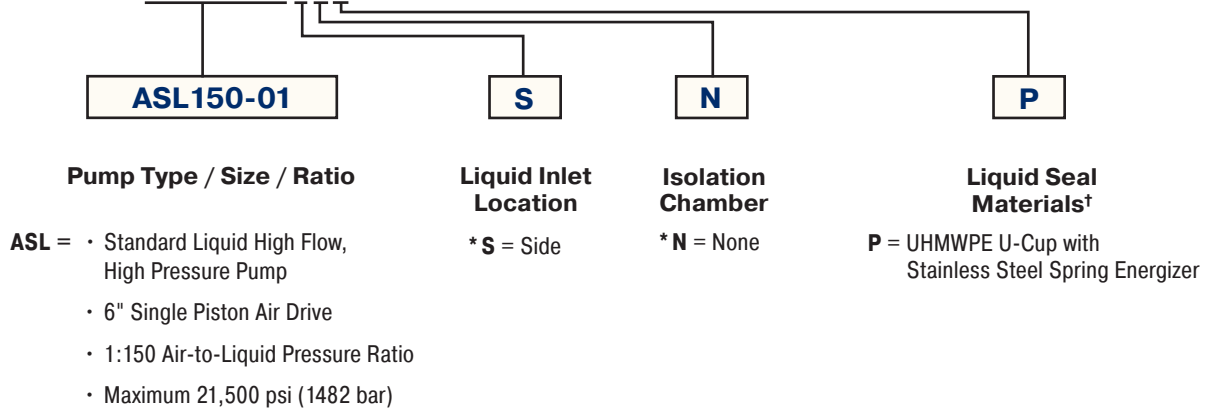 ASL150-01 S N P
Pump Type / Size / Ratio
Liquid Inlet
Location
Isolation
Chamber
Liquid Seal
Materials†
ASL = • Standard Liquid High Flow,
High Pressure Pump
• 6" Single Piston Air Drive
• 1:150 Air-to-Liquid Pressure Ratio
• Maximum 21,500 psi (1482 bar)
* S = Side
* N = None
P = UHMWPE U-Cup with
Stainless Steel Spring Energizer